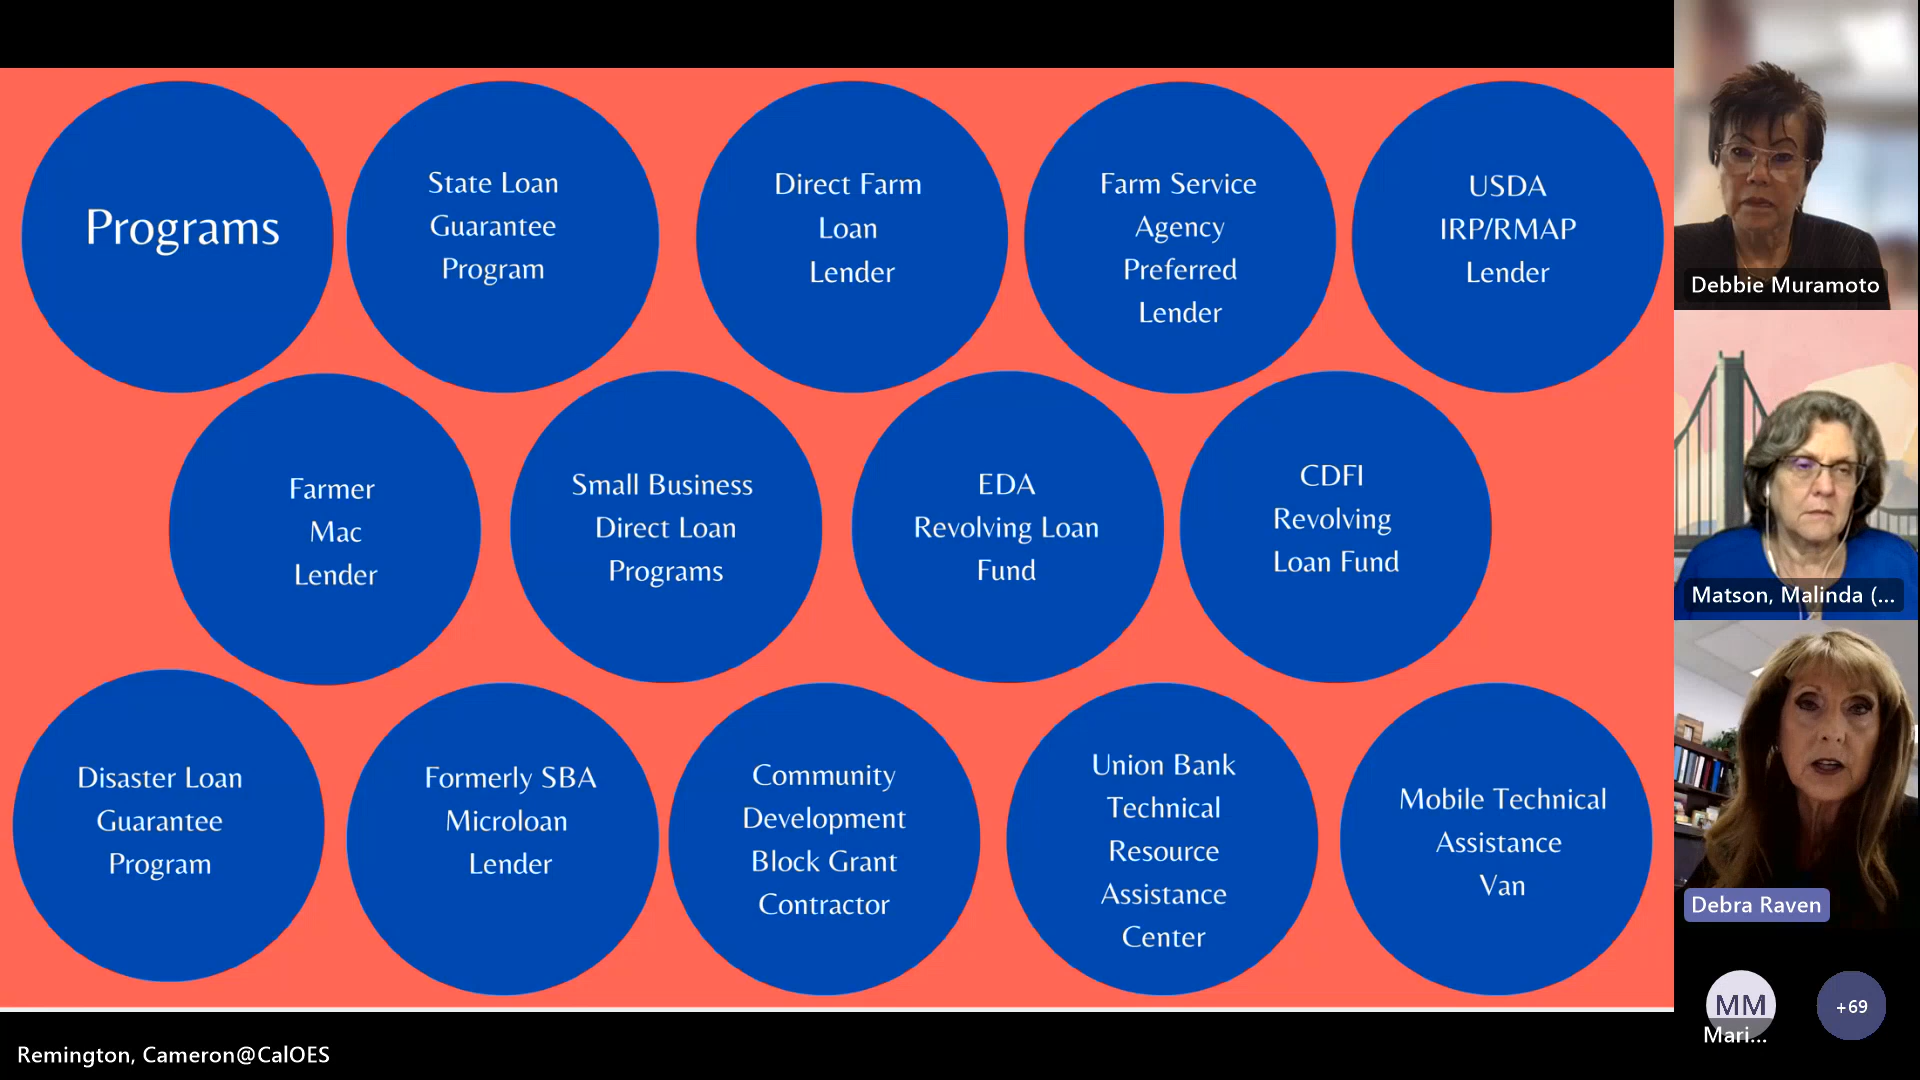 Programs
State Loan
Guarantee
Program
Direct Farm
Loan
Lender
Farm Service
Agency
Preferred
Lender
USDA
IRP/RMAP
Lender
Farmer
Mac
Lender
Small Business
Direct Loan
Programs
EDA
Revolving Loan
Fund
CDFI
Revolving
Loan Fund
Disaster Loan
Guarantee
Program
Formerly SBA
Microloan
Lender
Community
Development
Block Grant
Contractor
Union Bank
Technical
Resource
Assistance
Center
Mobile Technical
Assistance
Van
Debbie Muramoto
Matson, Malinda (...
Debra Raven
MM
Mari...
+69
Remington, Cameron@CalOES